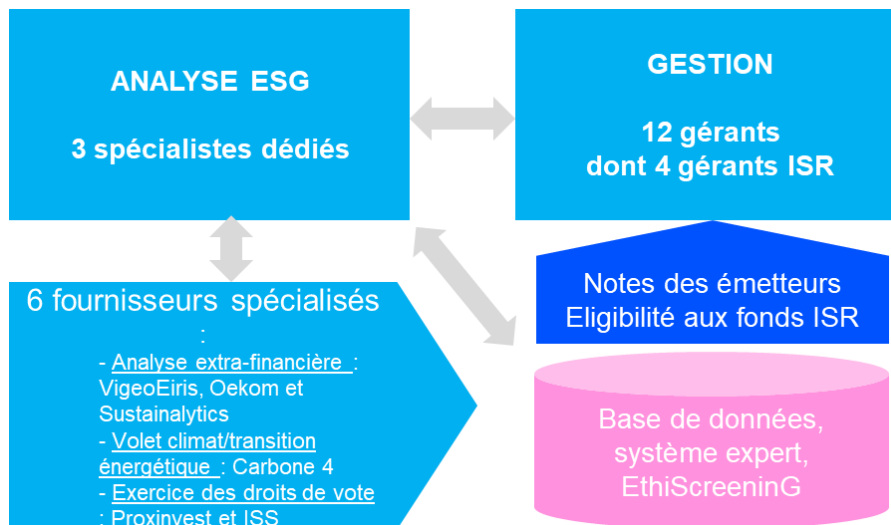 ANALYSE ESG
3 spécialistes dédiés
GESTION
12 gérants
dont 4 gérants ISR
6 fournisseurs spécialisés
:
- Analyse extra-financière :
VigeoEiris, Oekom et
Sustainalytics
- Volet climat/transition
énergétique : Carbone 4
- Exercice des droits de vote
: Proxinvest et ISS
Notes des émetteurs
Eligibilité aux fonds ISR
Base de données,
système expert,
EthiScreeninG